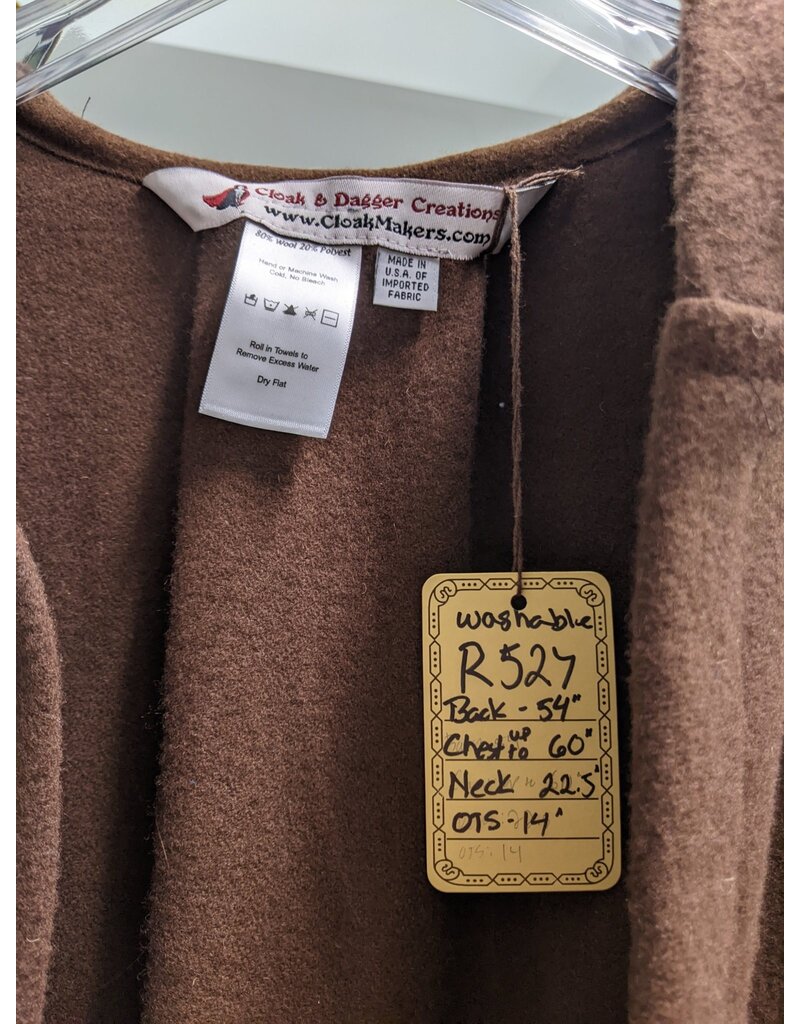 Cloak & Dagger Creations
www.CloakMakers.com
80% Wool 20% Polyest
Hand or Machine Wash
Cold, No Bleach
Roll in Towels to
Remove Excess Water
Dry Flat
MADE IN
U.S.A. OF
IMPORTED
FABRIC
washable
R527
Back - 54"
Chest up to 60"
Neck 22.5"
OTS - 14"
OTS: 14